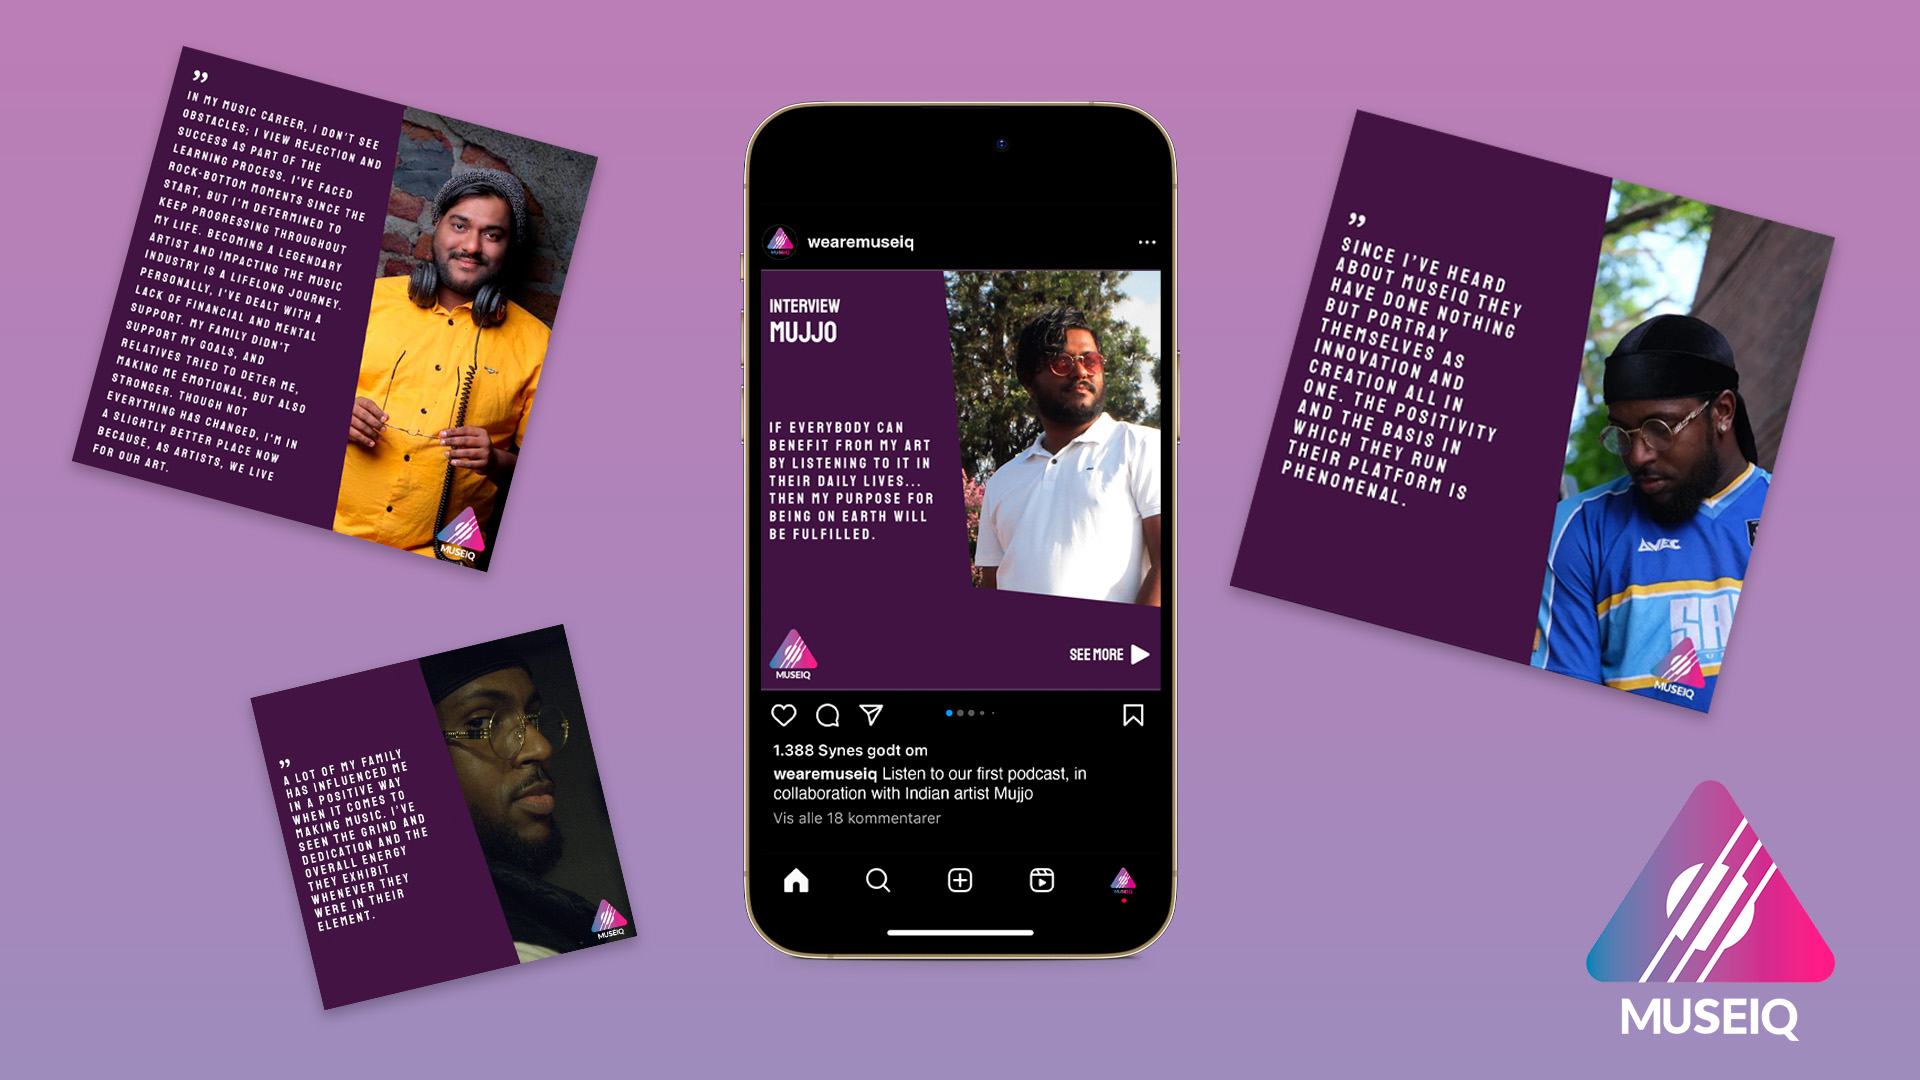 ”
IN MY MUSIC CAREER, I DON'T SEE
OBSTACLES; I VIEW REJECTION AND
SUCCESS AS PART OF THE
LEARNING PROCESS. I'VE FACED
ROCK-BOTTOM MOMENTS SINCE THE
START, BUT I'M DETERMINED TO
KEEP PROGRESSING THROUGHOUT
MY LIFE. BECOMING A LEGENDARY
ARTIST AND IMPACTING THE MUSIC
INDUSTRY IS A LIFELONG JOURNEY.
PERSONALLY, I'VE DEALT WITH A
LACK OF FINANCIAL AND MENTAL
SUPPORT. MY FAMILY DIDN'T
SUPPORT MY GOALS, AND
RELATIVES TRIED TO DETER ME,
MAKING ME EMOTIONAL, BUT ALSO
STRONGER. THOUGH NOT
EVERYTHING HAS CHANGED, I'M IN
A SLIGHTLY BETTER PLACE NOW
BECAUSE, AS ARTISTS, WE LIVE
FOR OUR ART.
MUSEIQ
”
A LOT OF MY FAMILY
HAS INFLUENCED ME
IN A POSITIVE WAY
WHEN IT COMES TO
MAKING MUSIC. I'VE
SEEN THE GRIND AND
DEDICATION AND THE
OVERALL ENERGY
THEY EXHIBIT
WHENEVER THEY
WERE IN THEIR
ELEMENT.
MUSEIQ
wearemuseiq
INTERVIEW
MUJJO
IF EVERYBODY CAN
BENEFIT FROM MY ART
BY LISTENING TO IT IN
THEIR DAILY LIVES...
THEN MY PURPOSE FOR
BEING ON EARTH WILL
BE FULFILLED.
MUSEIQ
SEE MORE
1.388 Synes godt om
wearemuseiq Listen to our first podcast, in
collaboration with Indian artist Mujjo
Vis alle 18 kommentarer
”
SINCE I'VE HEARD
ABOUT MUSEIQ THEY
HAVE DONE NOTHING
BUT PORTRAY
THEMSELVES AS
INNOVATION AND
CREATION ALL IN
ONE. THE POSITIVITY
AND THE BASIS IN
WHICH THEY RUN
THEIR PLATFORM IS
PHENOMENAL.
AVEC
MUSEIQ
MUSEIQ